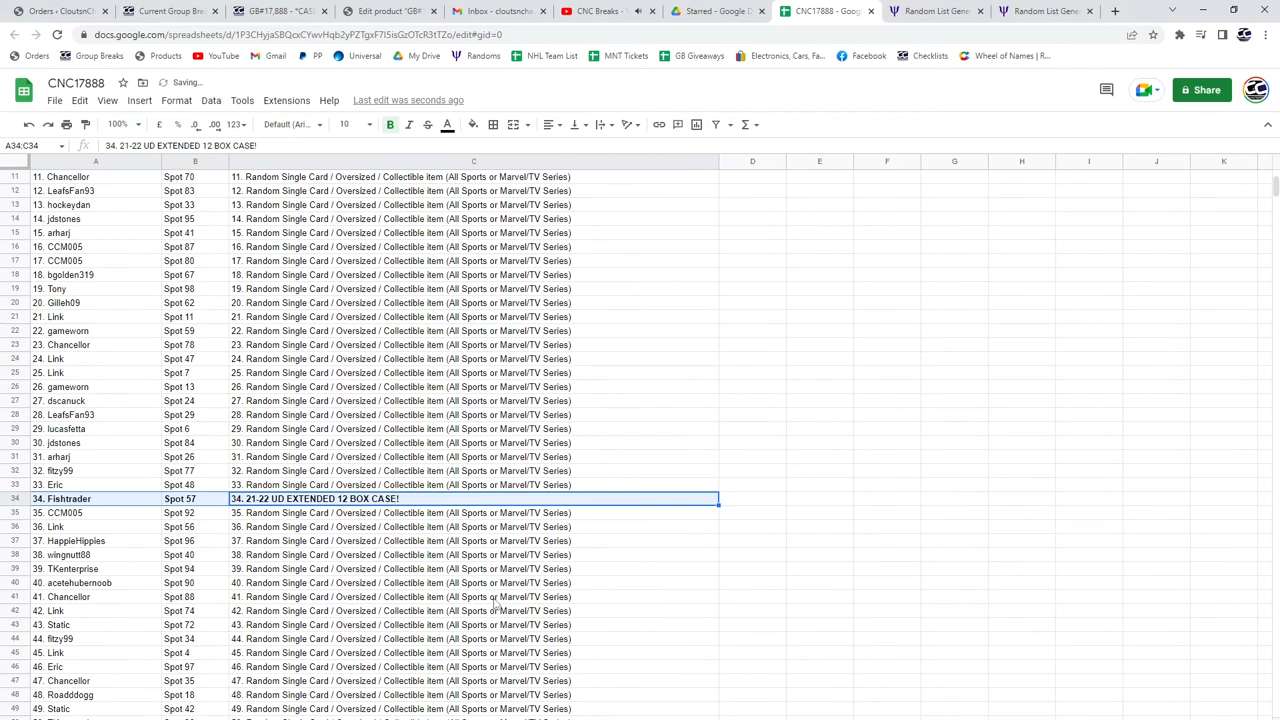 Orders ‹ CloutsnCh
Current Group Break
GB#17,888 - "CASE
Edit product "GB#
Gmail - cloutsnchar
CNC Breaks -
Starred - Google D
CNC17888 - Google
Random List Gener
Random List Gener
docs.google.com/spreadsheets/d/1P3CHyjaSBQcxCYwvHqb2yPZTgxF7I5isGzOTcR3tTZo/edit#gid=0
Orders
Group Breaks
Products
YouTube
Gmail
PP
Universal
My Drive
Randoms
NHL Team List
MNT Tickets
GB Giveaways
Electronics, Cars, Fa...
Facebook
Checklists
Wheel of Names | R...
CNC17888
Saving...
File Edit View Insert Format Data Tools Extensions Help Last edit was seconds ago
Share
100% £ % .0 .00 123 Default (Ari... 10 B I S A
A34:C34 fx 34. 21-22 UD EXTENDED 12 BOX CASE!
A B C D E F G H I J K
11 11. Chancellor Spot 70 11. Random Single Card / Oversized / Collectible item (All Sports or Marvel/TV Series)
12 12. LeafsFan93 Spot 83 12. Random Single Card / Oversized / Collectible item (All Sports or Marvel/TV Series)
13 13. hockeydan Spot 33 13. Random Single Card / Oversized / Collectible item (All Sports or Marvel/TV Series)
14 14. jdstones Spot 95 14. Random Single Card / Oversized / Collectible item (All Sports or Marvel/TV Series)
15 15. arharj Spot 41 15. Random Single Card / Oversized / Collectible item (All Sports or Marvel/TV Series)
16 16. CCM005 Spot 87 16. Random Single Card / Oversized / Collectible item (All Sports or Marvel/TV Series)
17 17. CCM005 Spot 80 17. Random Single Card / Oversized / Collectible item (All Sports or Marvel/TV Series)
18 18. bgolden319 Spot 67 18. Random Single Card / Oversized / Collectible item (All Sports or Marvel/TV Series)
19 19. Tony Spot 98 19. Random Single Card / Oversized / Collectible item (All Sports or Marvel/TV Series)
20 20. Gilleh09 Spot 62 20. Random Single Card / Oversized / Collectible item (All Sports or Marvel/TV Series)
21 21. Link Spot 11 21. Random Single Card / Oversized / Collectible item (All Sports or Marvel/TV Series)
22 22. gameworn Spot 59 22. Random Single Card / Oversized / Collectible item (All Sports or Marvel/TV Series)
23 23. Chancellor Spot 78 23. Random Single Card / Oversized / Collectible item (All Sports or Marvel/TV Series)
24 24. Link Spot 47 24. Random Single Card / Oversized / Collectible item (All Sports or Marvel/TV Series)
25 25. Link Spot 7 25. Random Single Card / Oversized / Collectible item (All Sports or Marvel/TV Series)
26 26. gameworn Spot 13 26. Random Single Card / Oversized / Collectible item (All Sports or Marvel/TV Series)
27 27. dscanuck Spot 24 27. Random Single Card / Oversized / Collectible item (All Sports or Marvel/TV Series)
28 28. LeafsFan93 Spot 29 28. Random Single Card / Oversized / Collectible item (All Sports or Marvel/TV Series)
29 29. lucasfetta Spot 6 29. Random Single Card / Oversized / Collectible item (All Sports or Marvel/TV Series)
30 30. jdstones Spot 84 30. Random Single Card / Oversized / Collectible item (All Sports or Marvel/TV Series)
31 31. arharj Spot 26 31. Random Single Card / Oversized / Collectible item (All Sports or Marvel/TV Series)
32 32. fitzy99 Spot 77 32. Random Single Card / Oversized / Collectible item (All Sports or Marvel/TV Series)
33 33. Eric Spot 48 33. Random Single Card / Oversized / Collectible item (All Sports or Marvel/TV Series)
34 34. Fishtrader Spot 57 34. 21-22 UD EXTENDED 12 BOX CASE!
35 35. CCM005 Spot 92 35. Random Single Card / Oversized / Collectible item (All Sports or Marvel/TV Series)
36 36. Link Spot 56 36. Random Single Card / Oversized / Collectible item (All Sports or Marvel/TV Series)
37 37. HappieHippies Spot 96 37. Random Single Card / Oversized / Collectible item (All Sports or Marvel/TV Series)
38 38. wingnutt88 Spot 40 38. Random Single Card / Oversized / Collectible item (All Sports or Marvel/TV Series)
39 39. TKenterprise Spot 94 39. Random Single Card / Oversized / Collectible item (All Sports or Marvel/TV Series)
40 40. acetehubernoob Spot 90 40. Random Single Card / Oversized / Collectible item (All Sports or Marvel/TV Series)
41 41. Chancellor Spot 88 41. Random Single Card / Oversized / Collectible item (All Sports or Marvel/TV Series)
42 42. Link Spot 74 42. Random Single Card / Oversized / Collectible item (All Sports or Marvel/TV Series)
43 43. Static Spot 72 43. Random Single Card / Oversized / Collectible item (All Sports or Marvel/TV Series)
44 44. fitzy99 Spot 34 44. Random Single Card / Oversized / Collectible item (All Sports or Marvel/TV Series)
45 45. Link Spot 4 45. Random Single Card / Oversized / Collectible item (All Sports or Marvel/TV Series)
46 46. Eric Spot 97 46. Random Single Card / Oversized / Collectible item (All Sports or Marvel/TV Series)
47 47. Chancellor Spot 35 47. Random Single Card / Oversized / Collectible item (All Sports or Marvel/TV Series)
48 48. Roadddogg Spot 18 48. Random Single Card / Oversized / Collectible item (All Sports or Marvel/TV Series)
49 49. Static Spot 42 49. Random Single Card / Oversized / Collectible item (All Sports or Marvel/TV Series)